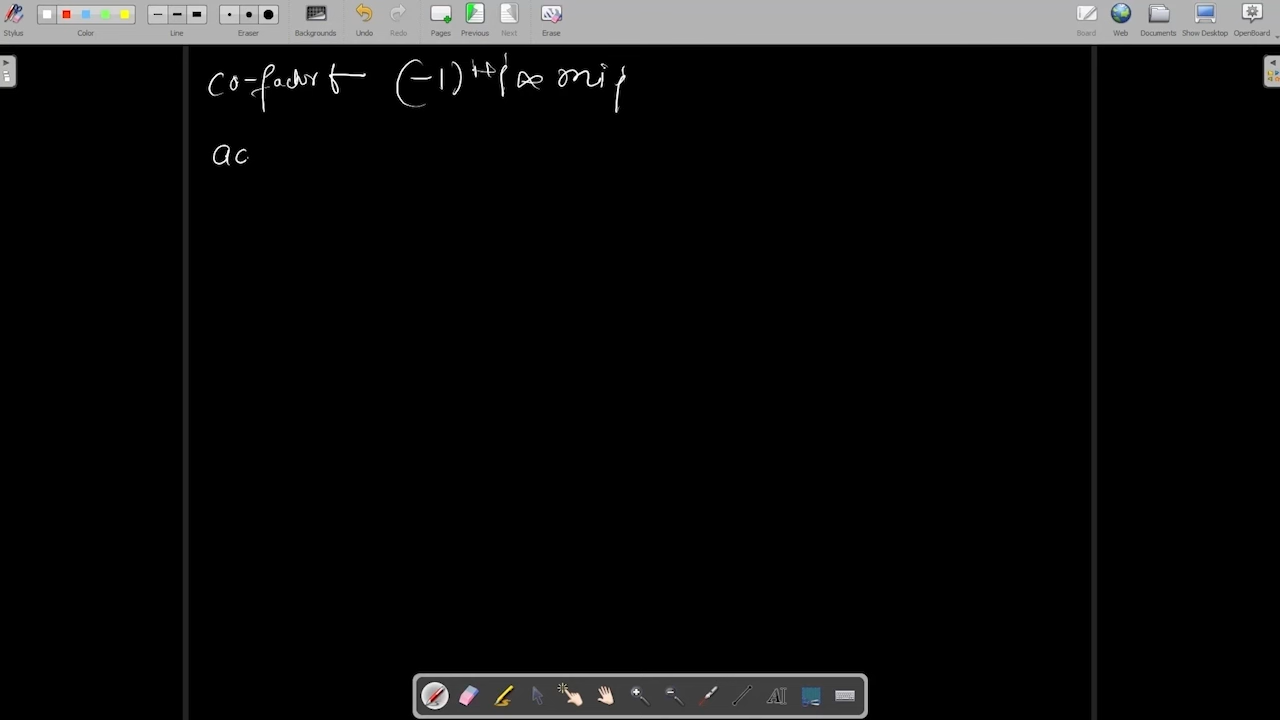 Stylus Color Line Eraser Backgrounds Undo Redo Pages Previous Next Erase Board Web Documents Show Desktop OpenBoard
co-factor (-1)^{i+j} × mij
ac